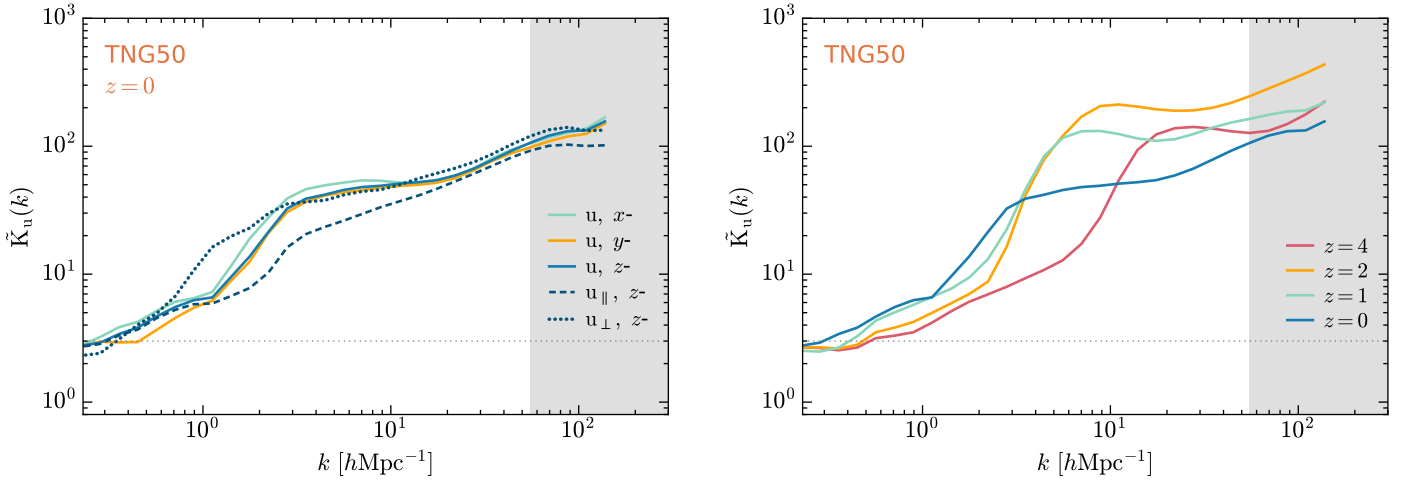 TNG50
z = 0
10³
10²
10¹
10⁰
K̃ᵤ(k)
u, x-
u, y-
u, z-
u∥, z-
u⊥, z-
10⁰ 10¹ 10²
k [hMpc⁻¹]
TNG50
10³
10²
10¹
10⁰
K̃ᵤ(k)
z = 4
z = 2
z = 1
z = 0
10⁰ 10¹ 10²
k [hMpc⁻¹]